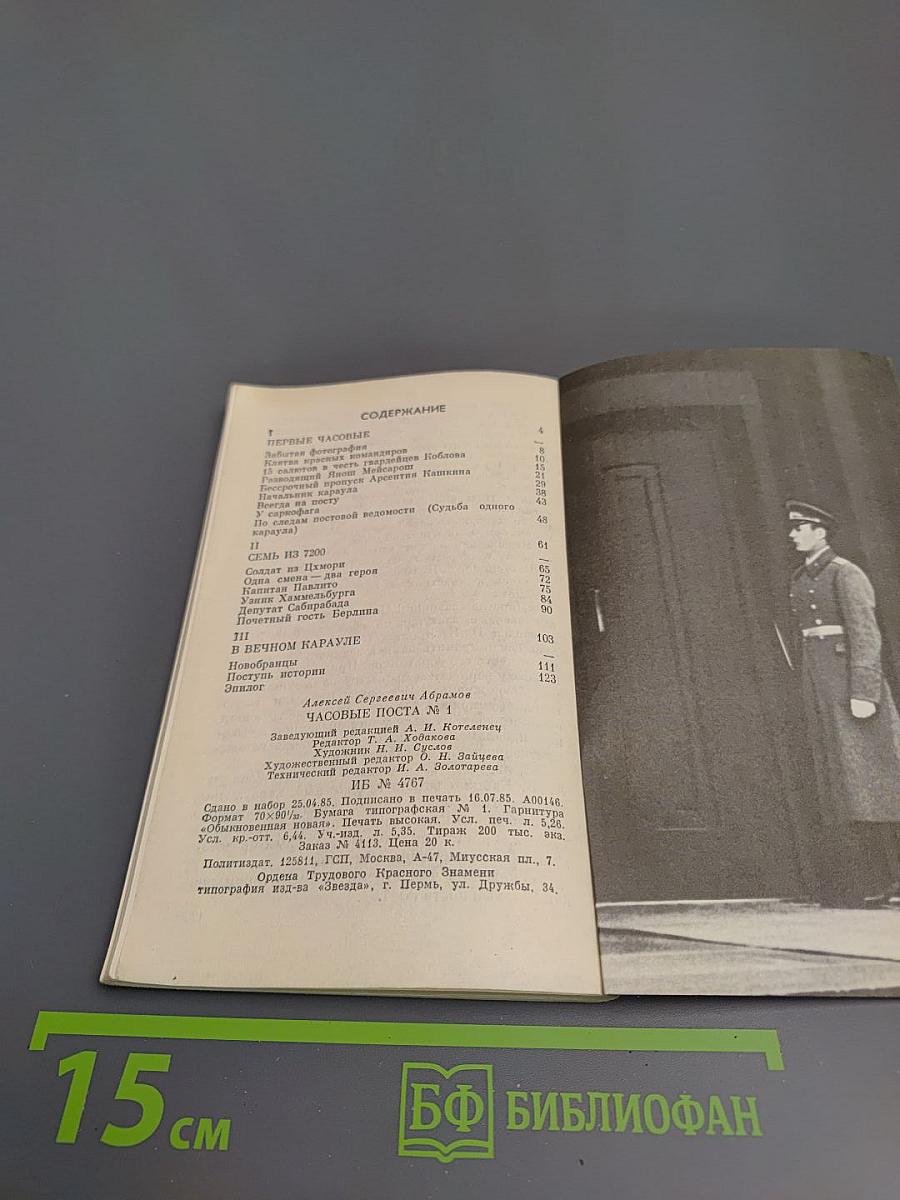 СОДЕРЖАНИЕ
I
ПЕРВЫЕ ЧАСОВЫЕ 4
Забытая фотография —
Клятва красных командиров 8
15 салютов в честь гвардейцев Коблова 10
Разводящий Янош Мейсарош 15
Бессрочный пропуск Арсентия Кашкина 21
Начальник караула 29
Всегда на посту 38
У саркофага 43
По следам постовой ведомости (Судьба одного
караула) 48
II
СЕМЬ ИЗ 7200 61
Солдат из Цхмори —
Одна смена — два героя 65
Капитан Павлито 72
Узник Хаммельбурга 75
Депутат Сабирабада 84
Почетный гость Берлина 90
III
В ВЕЧНОМ КАРАУЛЕ 103
Новобранцы —
Поступь истории 111
Эпилог 123
Алексей Сергеевич Абрамов
ЧАСОВЫЕ ПОСТА № 1
Заведующий редакцией А. И. Котеленец
Редактор Т. А. Ходакова
Художник Н. И. Суслов
Художественный редактор О. Н. Зайцева
Технический редактор И. А. Золотарева
ИБ № 4767
Сдано в набор 25.04.85. Подписано в печать 16.07.85. А00146.
Формат 70×90 1/32. Бумага типографская № 1. Гарнитура
«Обыкновенная новая». Печать высокая. Усл. печ. л. 5,26.
Усл. кр.-отт. 6,44. Уч.-изд. л. 5,35. Тираж 200 тыс. экз.
Заказ № 4113. Цена 20 к.
Политиздат. 125811, ГСП, Москва, А-47, Миусская пл., 7.
Ордена Трудового Красного Знамени
типография изд-ва «Звезда», г. Пермь, ул. Дружбы, 34.
15 см
БФ БИБЛИОФАН